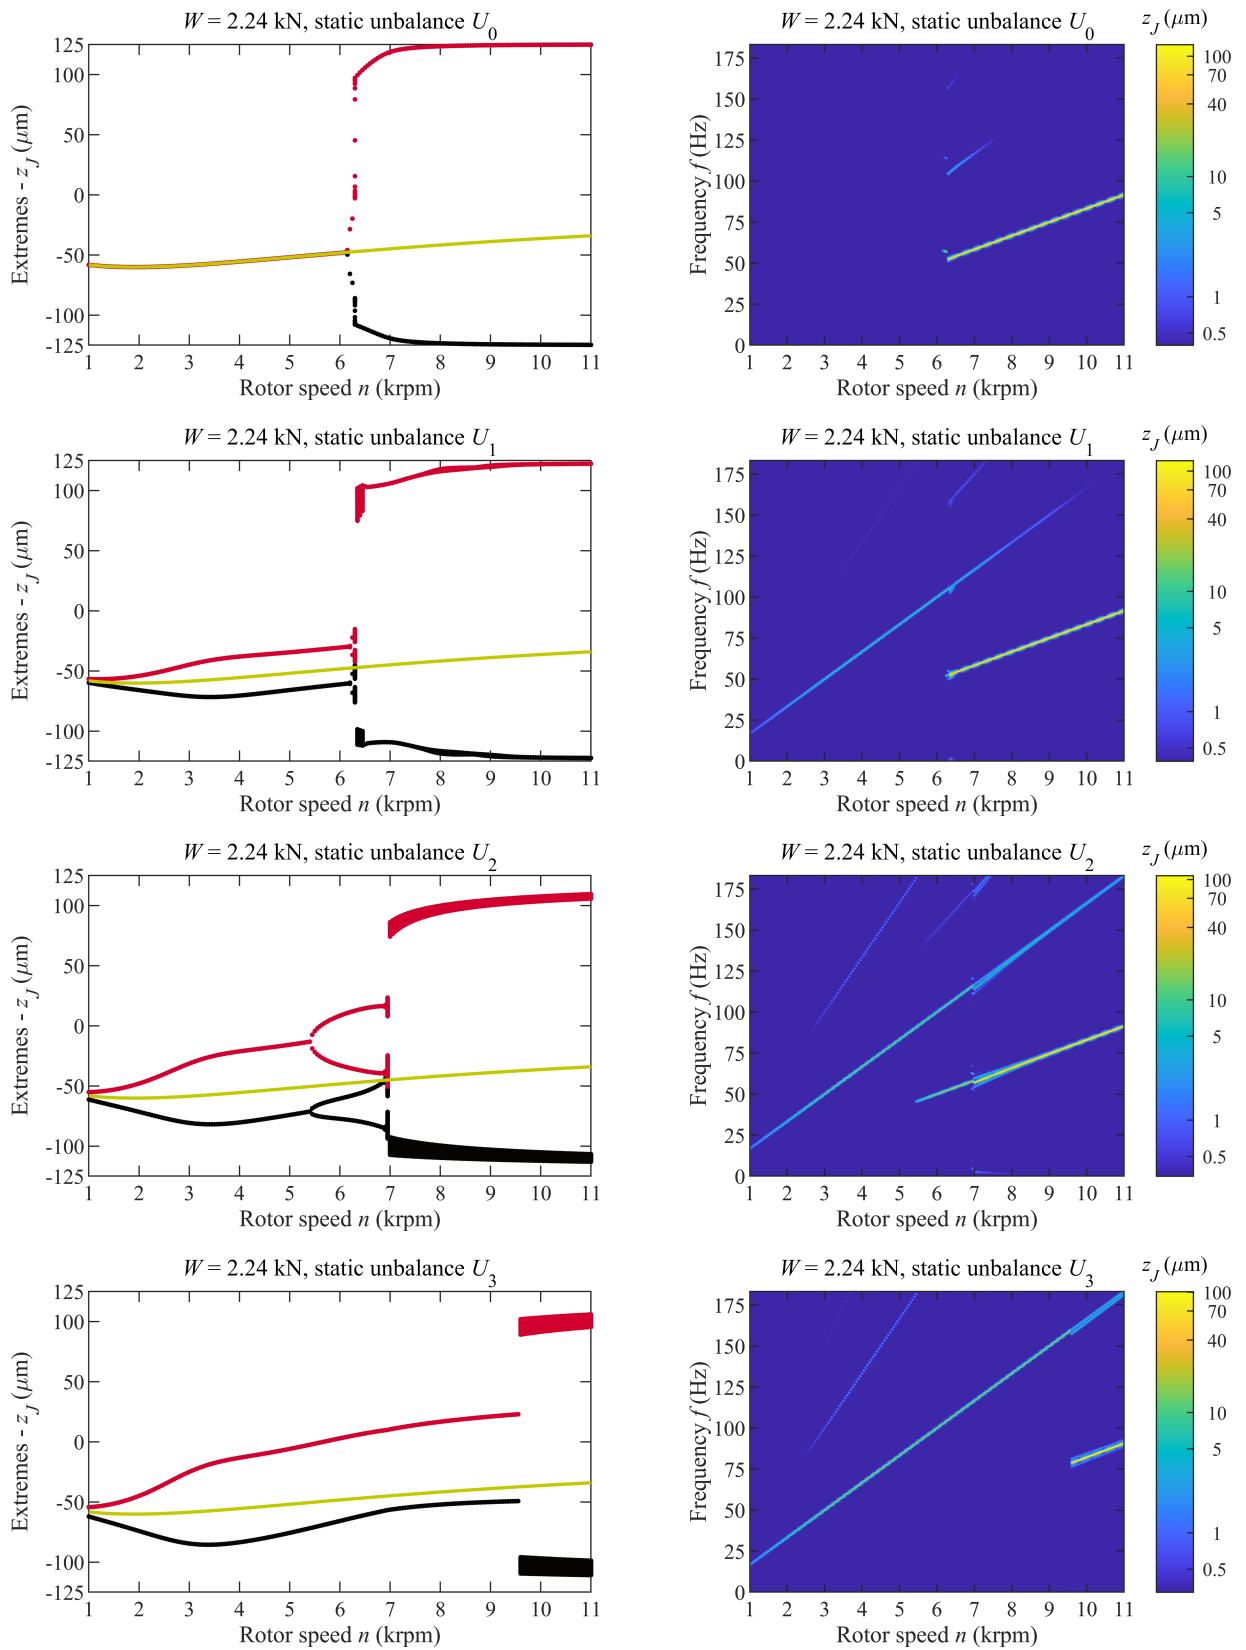 W = 2.24 kN, static unbalance U0
125
100
50
0
-50
-100
-125
Extremes - zJ (μm)
1 2 3 4 5 6 7 8 9 10 11
Rotor speed n (krpm)
W = 2.24 kN, static unbalance U0
zJ (μm)
175
150
125
100
75
50
25
0
Frequency f (Hz)
1 2 3 4 5 6 7 8 9 10 11
Rotor speed n (krpm)
100
70
40
10
5
1
0.5
W = 2.24 kN, static unbalance U1
125
100
50
0
-50
-100
-125
Extremes - zJ (μm)
1 2 3 4 5 6 7 8 9 10 11
Rotor speed n (krpm)
W = 2.24 kN, static unbalance U1
zJ (μm)
175
150
125
100
75
50
25
0
Frequency f (Hz)
1 2 3 4 5 6 7 8 9 10 11
Rotor speed n (krpm)
100
70
40
10
5
1
0.5
W = 2.24 kN, static unbalance U2
125
100
50
0
-50
-100
-125
Extremes - zJ (μm)
1 2 3 4 5 6 7 8 9 10 11
Rotor speed n (krpm)
W = 2.24 kN, static unbalance U2
zJ (μm)
175
150
125
100
75
50
25
0
Frequency f (Hz)
1 2 3 4 5 6 7 8 9 10 11
Rotor speed n (krpm)
100
70
40
10
5
1
0.5
W = 2.24 kN, static unbalance U3
125
100
50
0
-50
-100
-125
Extremes - zJ (μm)
1 2 3 4 5 6 7 8 9 10 11
Rotor speed n (krpm)
W = 2.24 kN, static unbalance U3
zJ (μm)
175
150
125
100
75
50
25
0
Frequency f (Hz)
1 2 3 4 5 6 7 8 9 10 11
Rotor speed n (krpm)
100
70
40
10
5
1
0.5